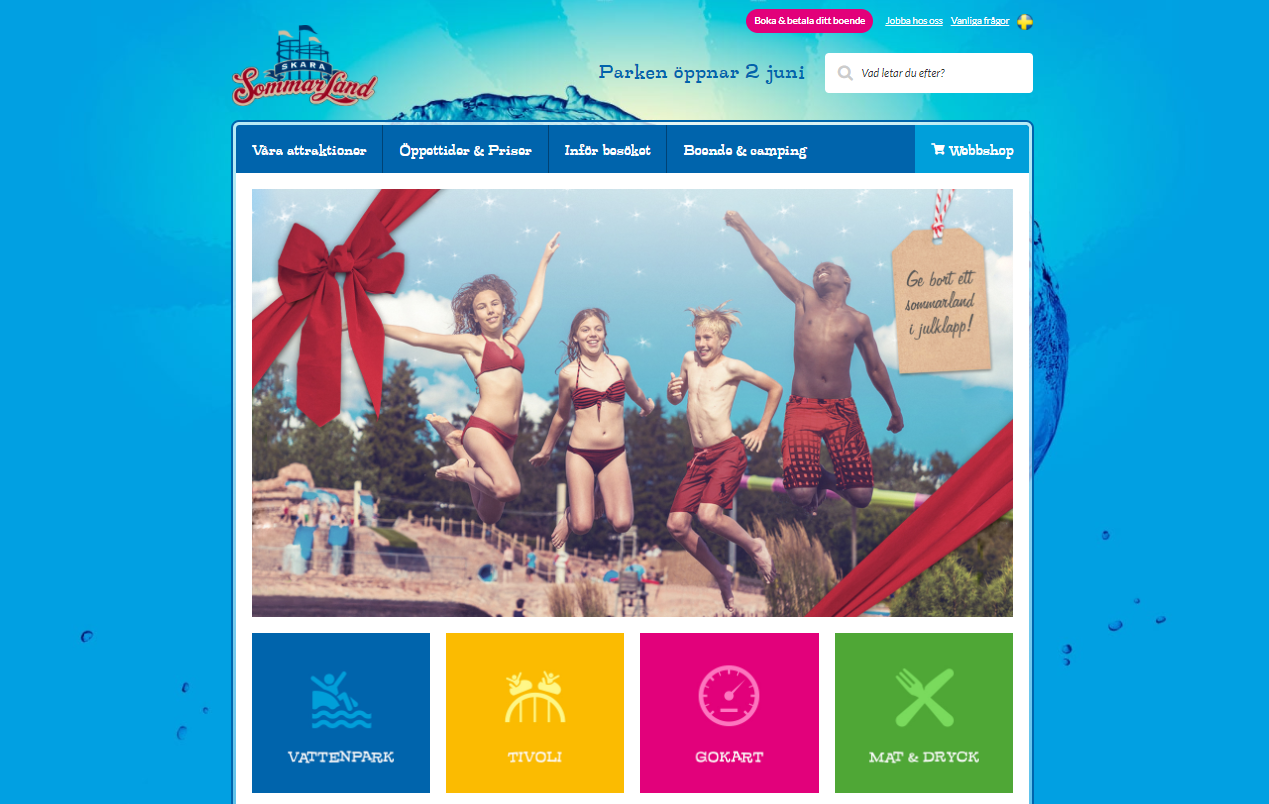 Boka & betala ditt boende
Jobba hos oss
Vanliga frågor
SKARA
SommarLand
Parken öppnar 2 juni
Vad letar du efter?
Våra attraktioner
Öppettider & Priser
Inför besöket
Boende & camping
Webbshop
Ge bort ett
sommarland
i julklapp!
VATTENPARK
TIVOLI
GOKART
MAT & DRYCK